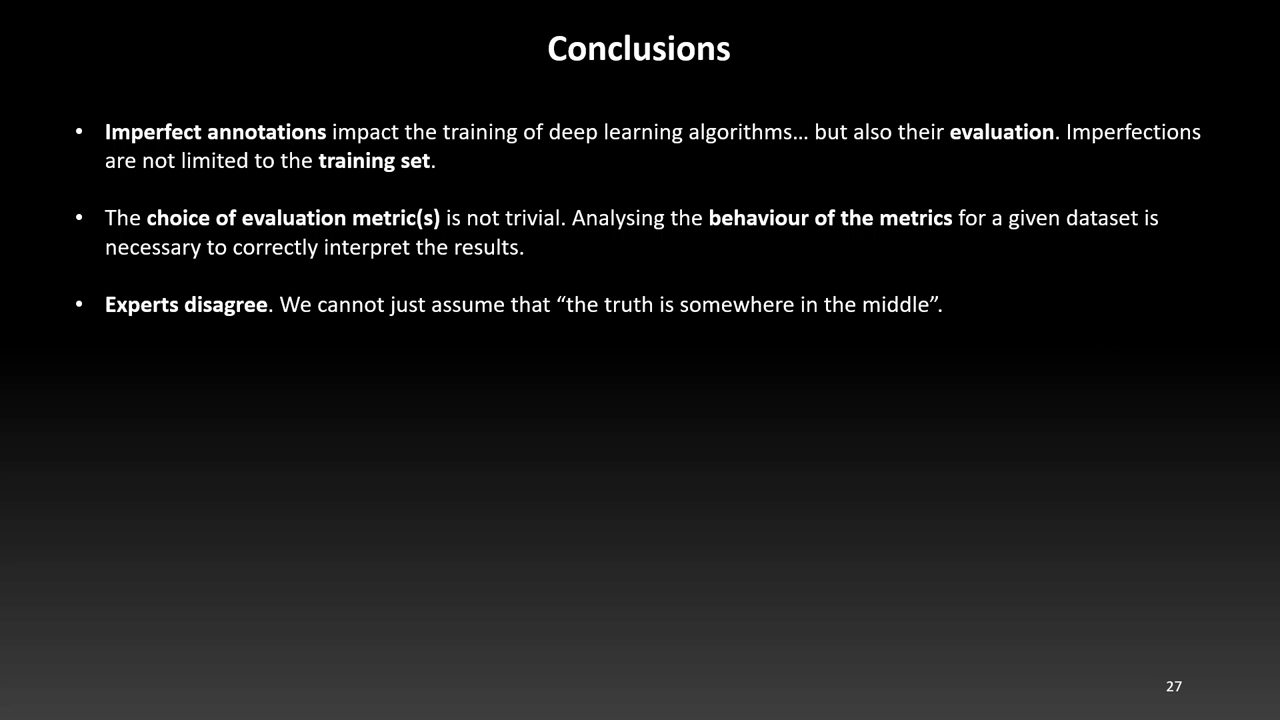 Conclusions
• Imperfect annotations impact the training of deep learning algorithms… but also their evaluation. Imperfections
are not limited to the training set.
• The choice of evaluation metric(s) is not trivial. Analysing the behaviour of the metrics for a given dataset is
necessary to correctly interpret the results.
• Experts disagree. We cannot just assume that “the truth is somewhere in the middle”.
27